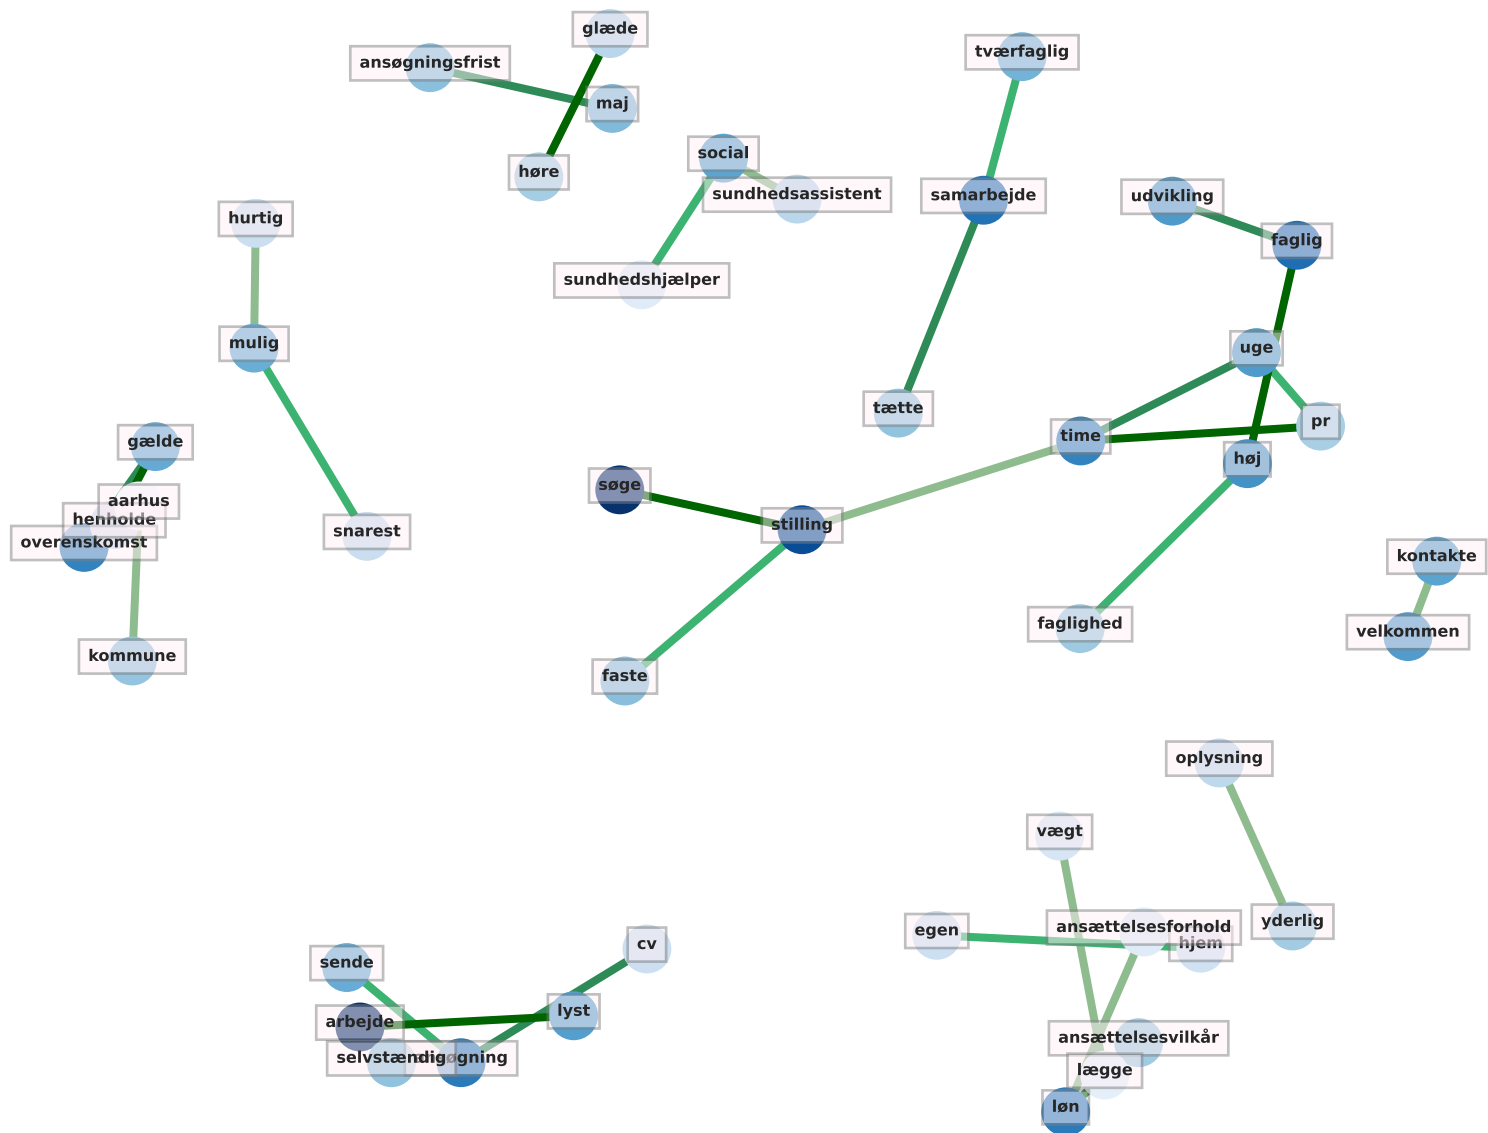 glæde
tværfaglig
ansøgningsfrist
maj
social
høre
sundhedsassistent
samarbejde
udvikling
hurtig
faglig
sundhedshjælper
mulig
uge
tætte
pr
gælde
time
høj
søge
aarhus
henholde
stilling
snarest
overenskomst
kontakte
faglighed
velkommen
kommune
faste
oplysning
vægt
yderlig
egen
ansættelsesforhold
hjem
cv
sende
lyst
arbejde
ansættelsesvilkår
selvstændig
ansøgning
lægge
løn